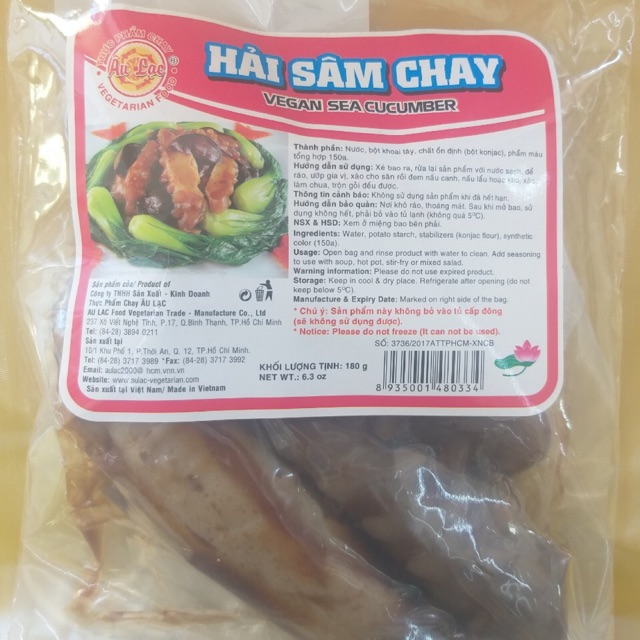 THỰC PHẨM CHAY
Âu Lạc
VEGETARIAN FOOD
HẢI SÂM CHAY
VEGAN SEA CUCUMBER
Thành phần: Nước, bột khoai tây, chất ổn định (bột konjac), phẩm màu
tổng hợp 150a.
Hướng dẫn sử dụng: Xé bao ra, rửa lại sản phẩm với nước sạch, để
ráo, ướp gia vị, xào cho săn rồi đem nấu canh, nấu lẩu hoặc kho, xào,
làm chua, trộn gỏi đều được.
Thông tin cảnh báo: Không sử dụng sản phẩm khi đã hết hạn.
Hướng dẫn bảo quản: Nơi khô ráo, thoáng mát. Sau khi mở bao, sử
dụng không hết, phải bỏ vào tủ lạnh (không quá 5ºC).
NSX & HSD: Xem ở miệng bao bên phải.
Ingredients: Water, potato starch, stabilizers (konjac flour), synthetic
color (150a).
Usage: Open bag and rinse product with water to clean. Add seasoning
to use with soup, hot pot, stir-fry or mixed salad.
Warning information: Please do not use expired product.
Storage: Keep in cool & dry place. Refrigerate after opening (do not
keep below 5ºC).
Manufacture & Expiry Date: Marked on right side of the bag.
* Chú ý: Sản phẩm này không bỏ vào tủ cấp đông
(sẽ không sử dụng được).
* Notice: Please do not freeze (It can not be used).
SỐ: 3736/2017ATTPHCM-XNCB
Sản phẩm của/ Product of
Công ty TNHH Sản Xuất - Kinh Doanh
Thực Phẩm Chay ÂU LẠC
AU LAC Food Vegetarian Trade - Manufacture Co., Ltd
237 Xô Viết Nghệ Tĩnh, P.17, Q.Bình Thạnh, TP.Hồ Chí Minh
Tel: (84-28) 3894 0211
Sản xuất tại
10/1 Khu Phố 1, P.Thới An, Q. 12, TP.Hồ Chí Minh.
Tel: (84-28) 3717 3989 *Fax: (84-28) 3717 3992
Email: aulac2000@hcm.vnn.vn
Website: www.aulac-vegetarian.com
Sản xuất tại Việt Nam/ Made in Vietnam
KHỐI LƯỢNG TỊNH: 180 g
NET WT.: 6.3 oz
8 935001 480334